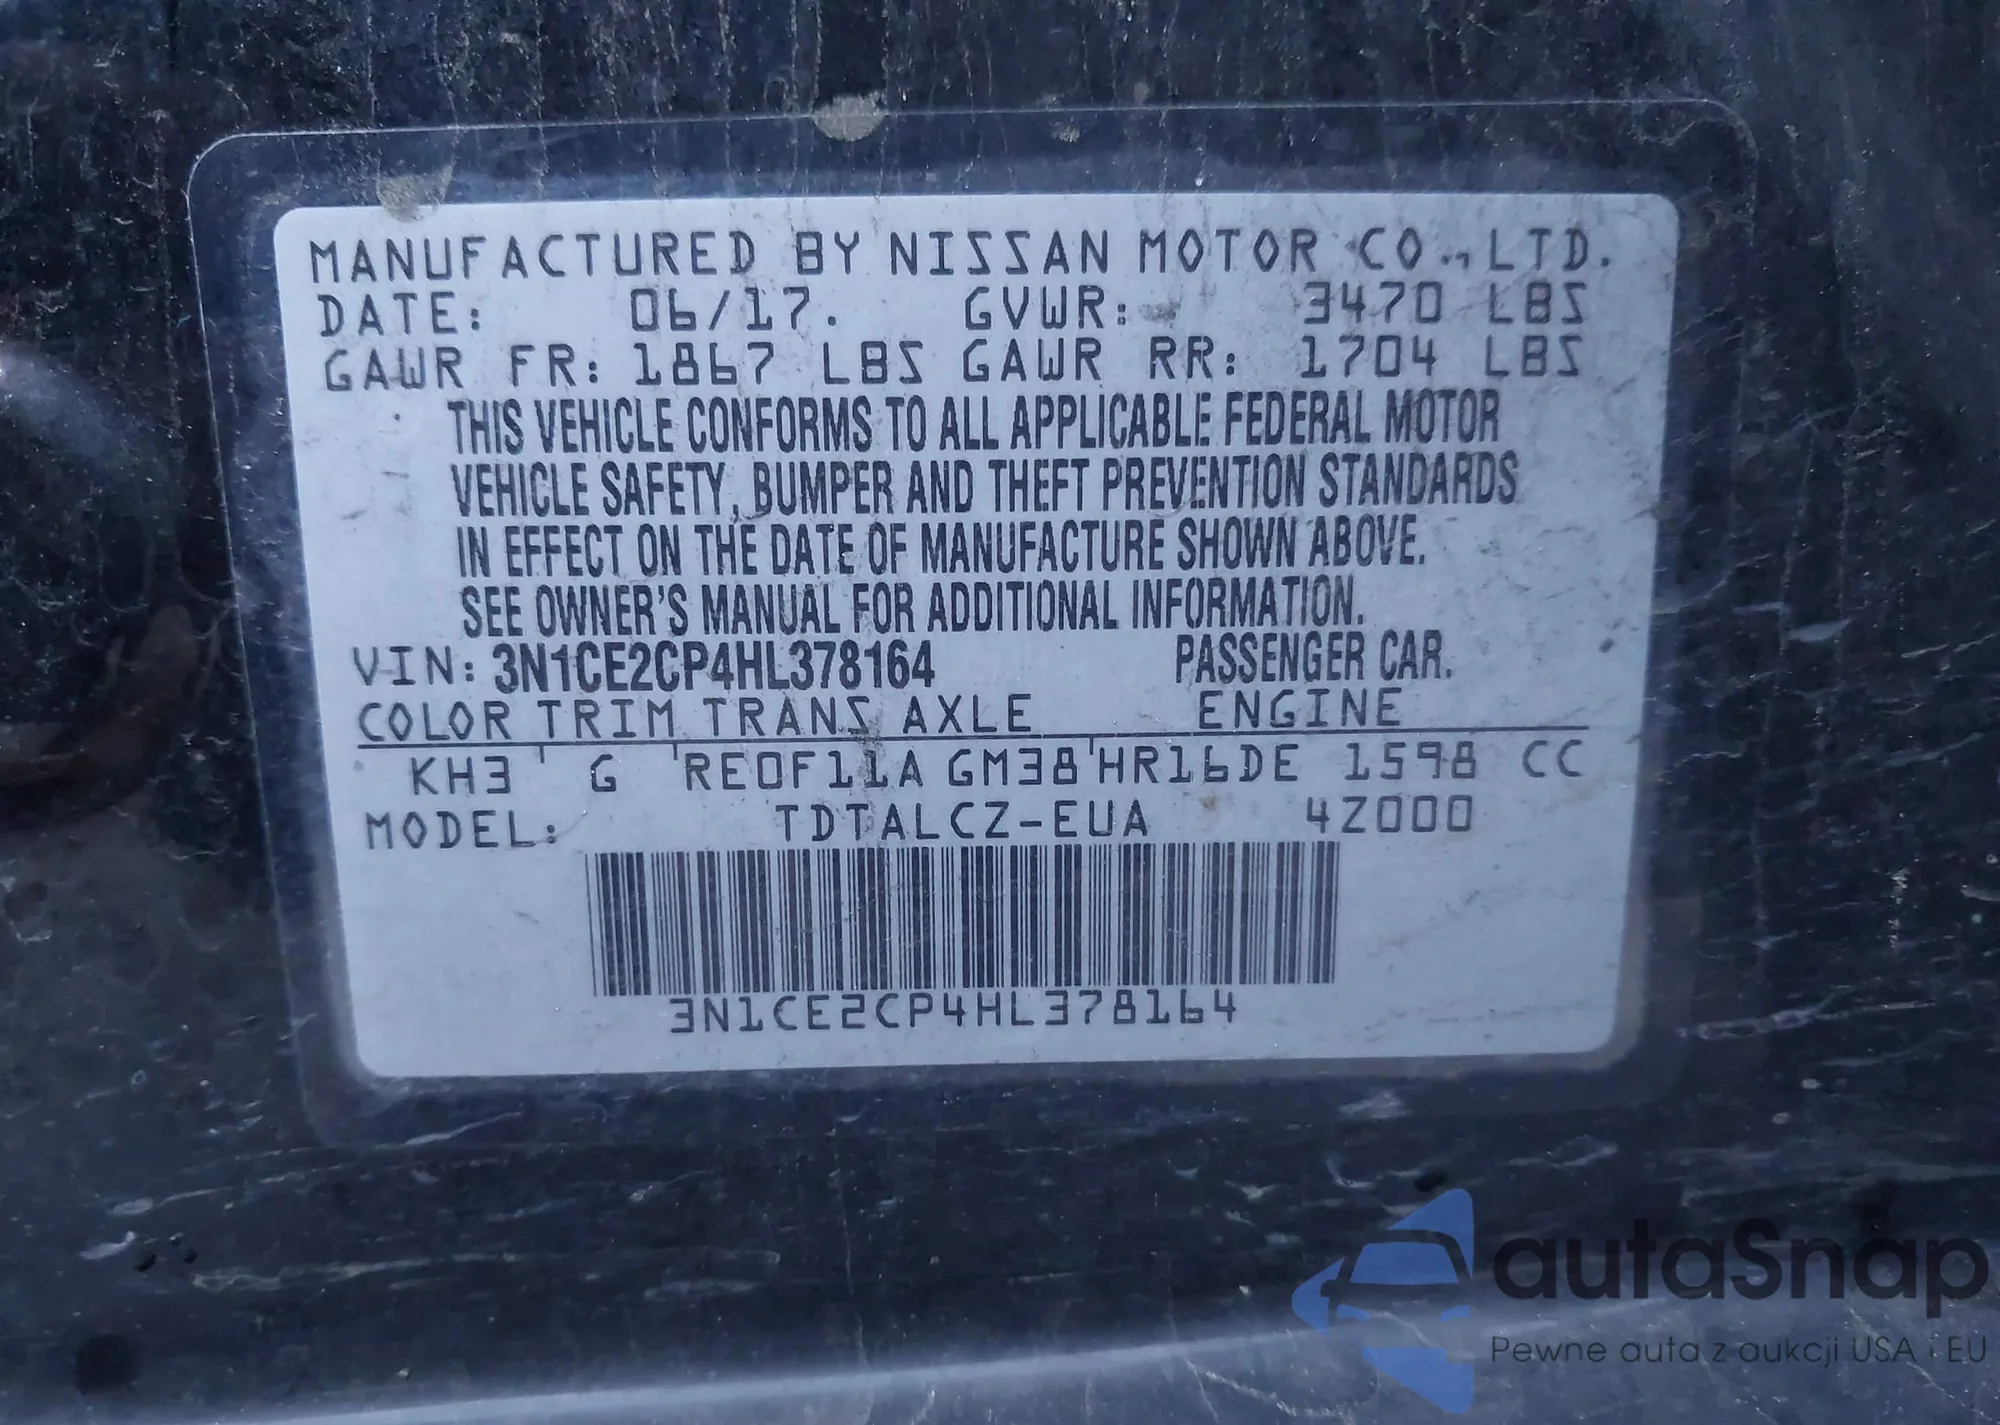 MANUFACTURED BY NISSAN MOTOR CO., LTD.
DATE: 06/17. GVWR: 3470 LBS
GAWR FR: 1867 LBS GAWR RR: 1704 LBS
THIS VEHICLE CONFORMS TO ALL APPLICABLE FEDERAL MOTOR
VEHICLE SAFETY, BUMPER AND THEFT PREVENTION STANDARDS
IN EFFECT ON THE DATE OF MANUFACTURE SHOWN ABOVE.
SEE OWNER'S MANUAL FOR ADDITIONAL INFORMATION.
VIN: 3N1CE2CP4HL378164 PASSENGER CAR.
COLOR TRIM TRANS AXLE ENGINE
KH3 G RE0F11A GM38 HR16DE 1598 CC
MODEL: TDTALCZ-EUA 4Z000
3N1CE2CP4HL378164
autaSnap
Pewne auta z aukcji USA i EU